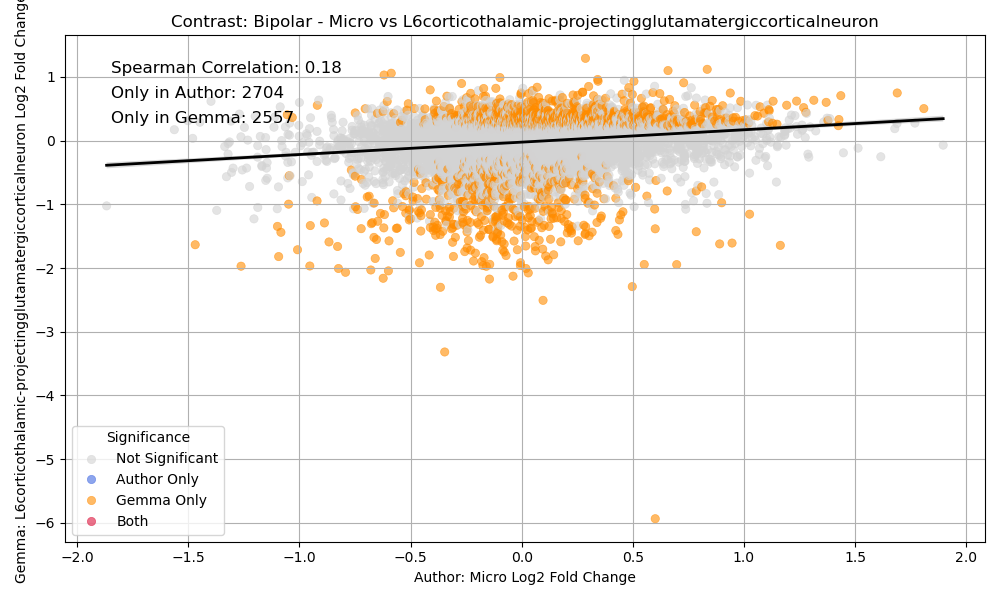 Contrast: Bipolar - Micro vs L6corticothalamic-projectingglutamatergiccorticalneuron
Gemma: L6corticothalamic-projectingglutamatergiccorticalneuron Log2 Fold Change
Spearman Correlation: 0.18
Only in Author: 2704
Only in Gemma: 2557
1
0
−1
−2
−3
−4
−5
−6
Significance
Not Significant
Author Only
Gemma Only
Both
−2.0
−1.5
−1.0
−0.5
0.0
0.5
1.0
1.5
2.0
Author: Micro Log2 Fold Change